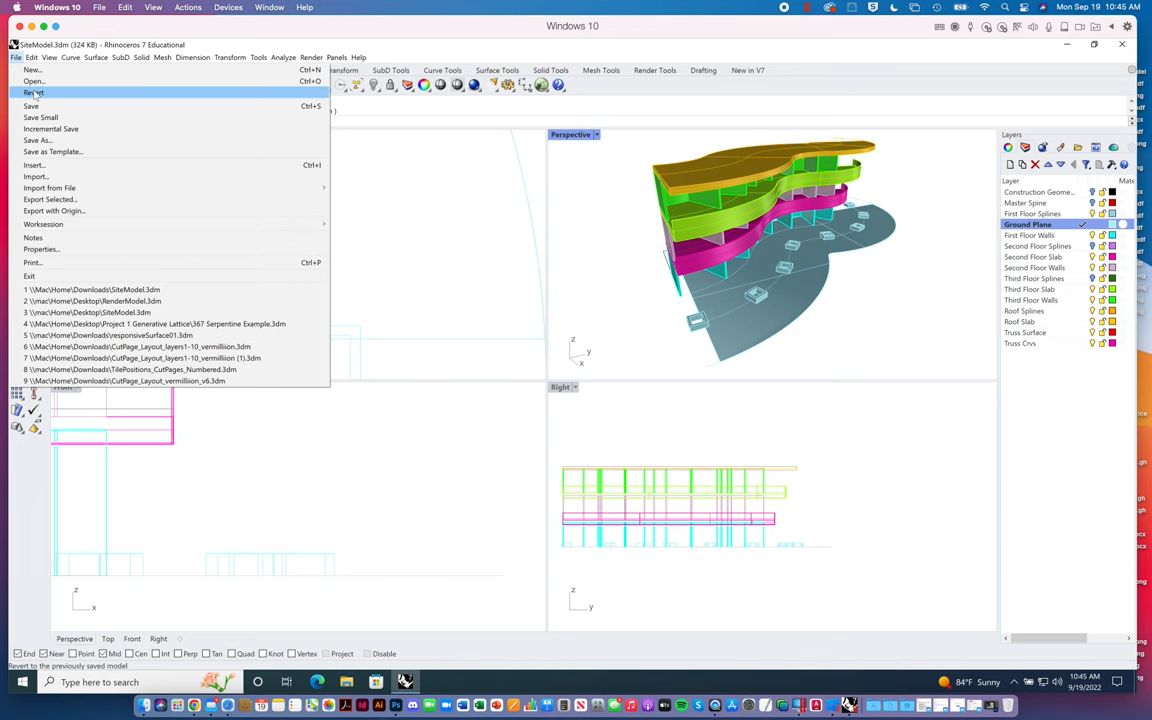 Windows 10 File Edit View Actions Devices Window Help
Mon Sep 19 10:45 AM
Windows 10
SiteModel.3dm (324 KB) - Rhinoceros 7 Educational
File Edit View Curve Surface SubD Solid Mesh Dimension Transform Tools Analyze Render Panels Help
New... Ctrl+N
Open... Ctrl+O
Revert
Save Ctrl+S
Save Small
Incremental Save
Save As...
Save as Template...
Insert... Ctrl+I
Import...
Import from File
Export Selected...
Export with Origin...
Worksession
Notes
Properties...
Print... Ctrl+P
Exit
1 \\Mac\Home\Downloads\SiteModel.3dm
2 \\mac\Home\Desktop\RenderModel.3dm
3 \\mac\Home\Desktop\SiteModel.3dm
4 \\Mac\Home\Desktop\Project 1 Generative Lattice\367 Serpentine Example.3dm
5 \\mac\Home\Downloads\responsiveSurface01.3dm
6 \\Mac\Home\Downloads\CutPage_Layout_layers1-10_vermilliion.3dm
7 \\Mac\Home\Downloads\CutPage_Layout_layers1-10_vermilliion (1).3dm
8 \\mac\Home\Downloads\TilePositions_CutPages_Numbered.3dm
9 \\Mac\Home\Downloads\CutPage_Layout_vermilliion_v6.3dm
ransform SubD Tools Curve Tools Surface Tools Solid Tools Mesh Tools Render Tools Drafting New in V7
Perspective
z
y
x
Layers
Layer Mate
Construction Geome...
Master Spine
First Floor Splines
Ground Plane
First Floor Walls
Second Floor Splines
Second Floor Slab
Second Floor Walls
Third Floor Splines
Third Floor Slab
Third Floor Walls
Roof Splines
Roof Slab
Truss Surface
Truss Crvs
z
x
Right
z
y
Perspective Top Front Right
End Near Point Mid Cen Int Perp Tan Quad Knot Vertex Project Disable
Revert to the previously saved model
Type here to search
84°F Sunny
10:45 AM
9/19/2022